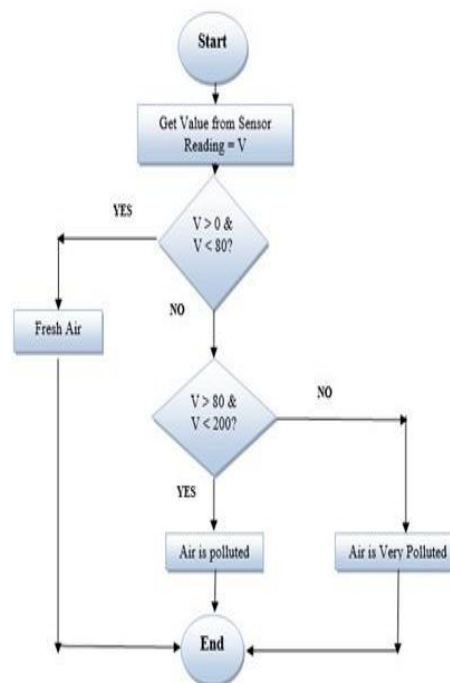 Start
Get Value from Sensor
Reading = V
YES
V > 0 &
V < 80?
Fresh Air
NO
V > 80 &
V < 200?
NO
YES
Air is polluted
Air is Very Polluted
End